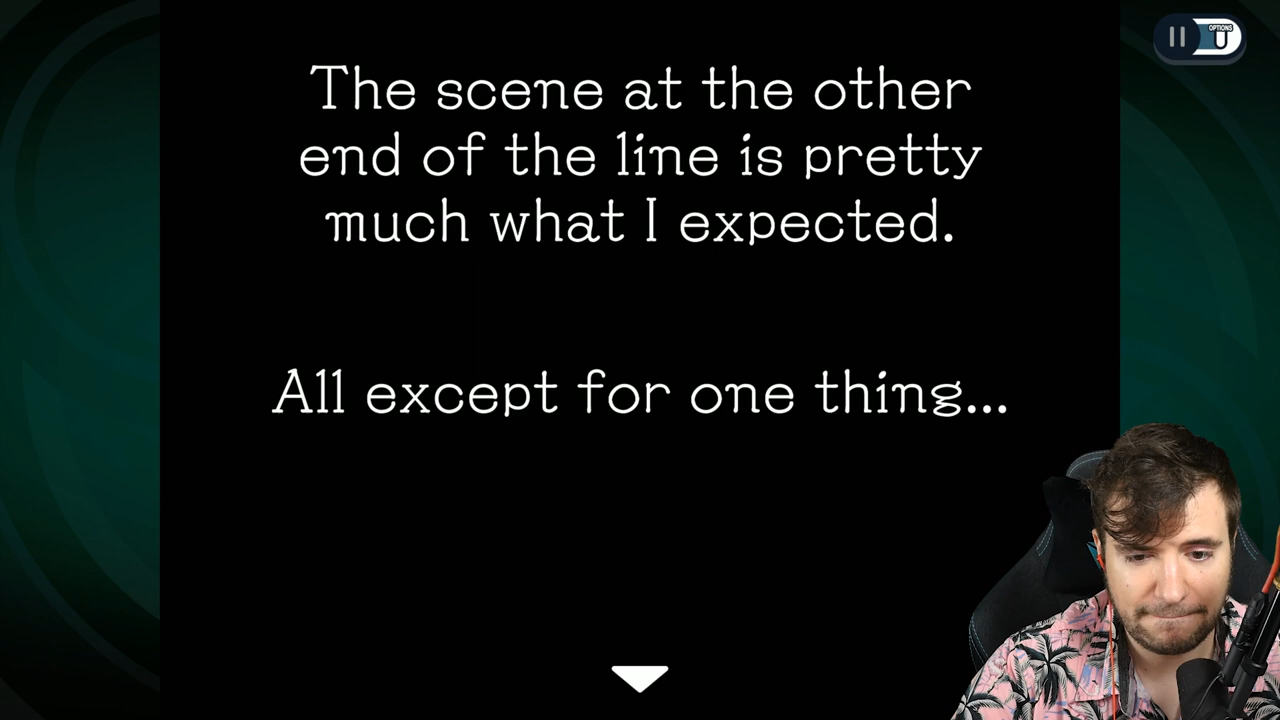 OPTIONS
The scene at the other
end of the line is pretty
much what I expected.
All except for one thing...